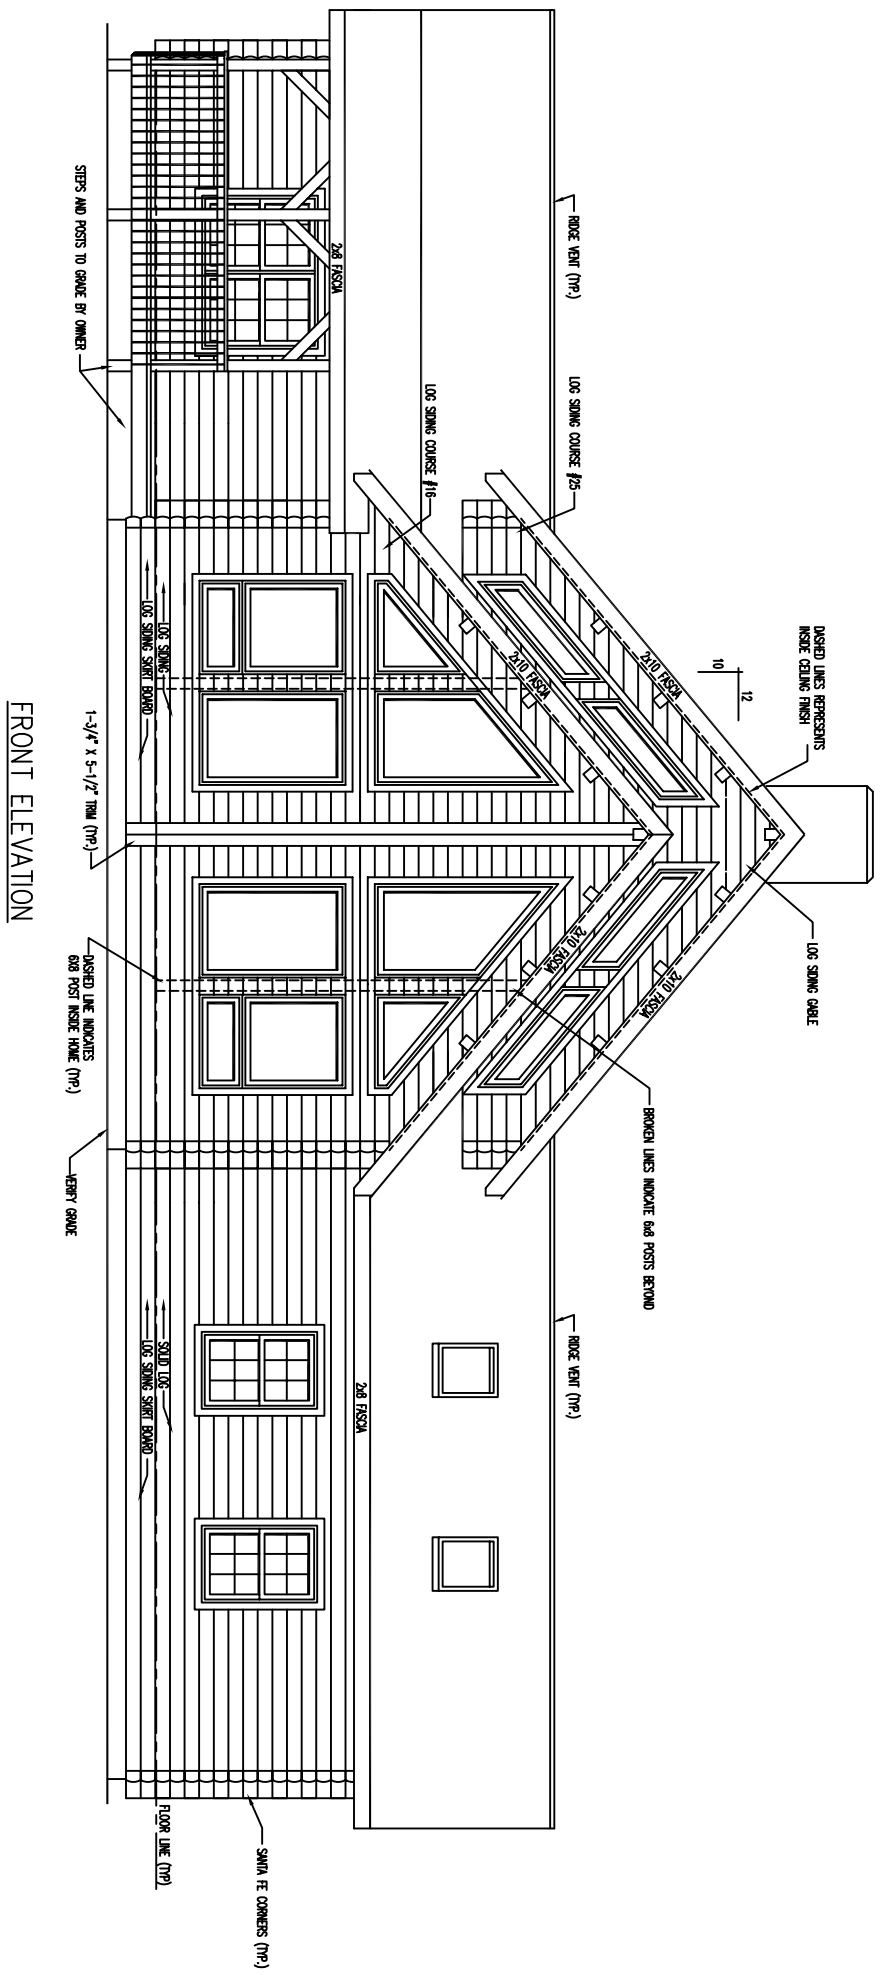 RIDGE VENT (TYP.)
LOG SIDING COURSE #25
LOG SIDING COURSE #16
2x8 FASCIA
STEPS AND POSTS TO GRADE BY OWNER
DASHED LINES REPRESENTS
INSIDE CEILING FINISH
12
10
2x10 FASCIA
2x10 FASCIA
LOG SIDING GABLE
2x10 FASCIA
2x10 FASCIA
BROKEN LINES INDICATE 6x8 POSTS BEYOND
LOG SIDING
LOG SIDING SKIRT BOARD
1-3/4" X 5-1/2" TRIM (TYP.)
DASHED LINE INDICATES
6X8 POST INSIDE HOME (TYP.)
VERIFY GRADE
RIDGE VENT (TYP.)
2x8 FASCIA
SOLID LOG
LOG SIDING SKIRT BOARD
FLOOR LINE (TYP)
SANTA FE CORNERS (TYP.)
FRONT ELEVATION